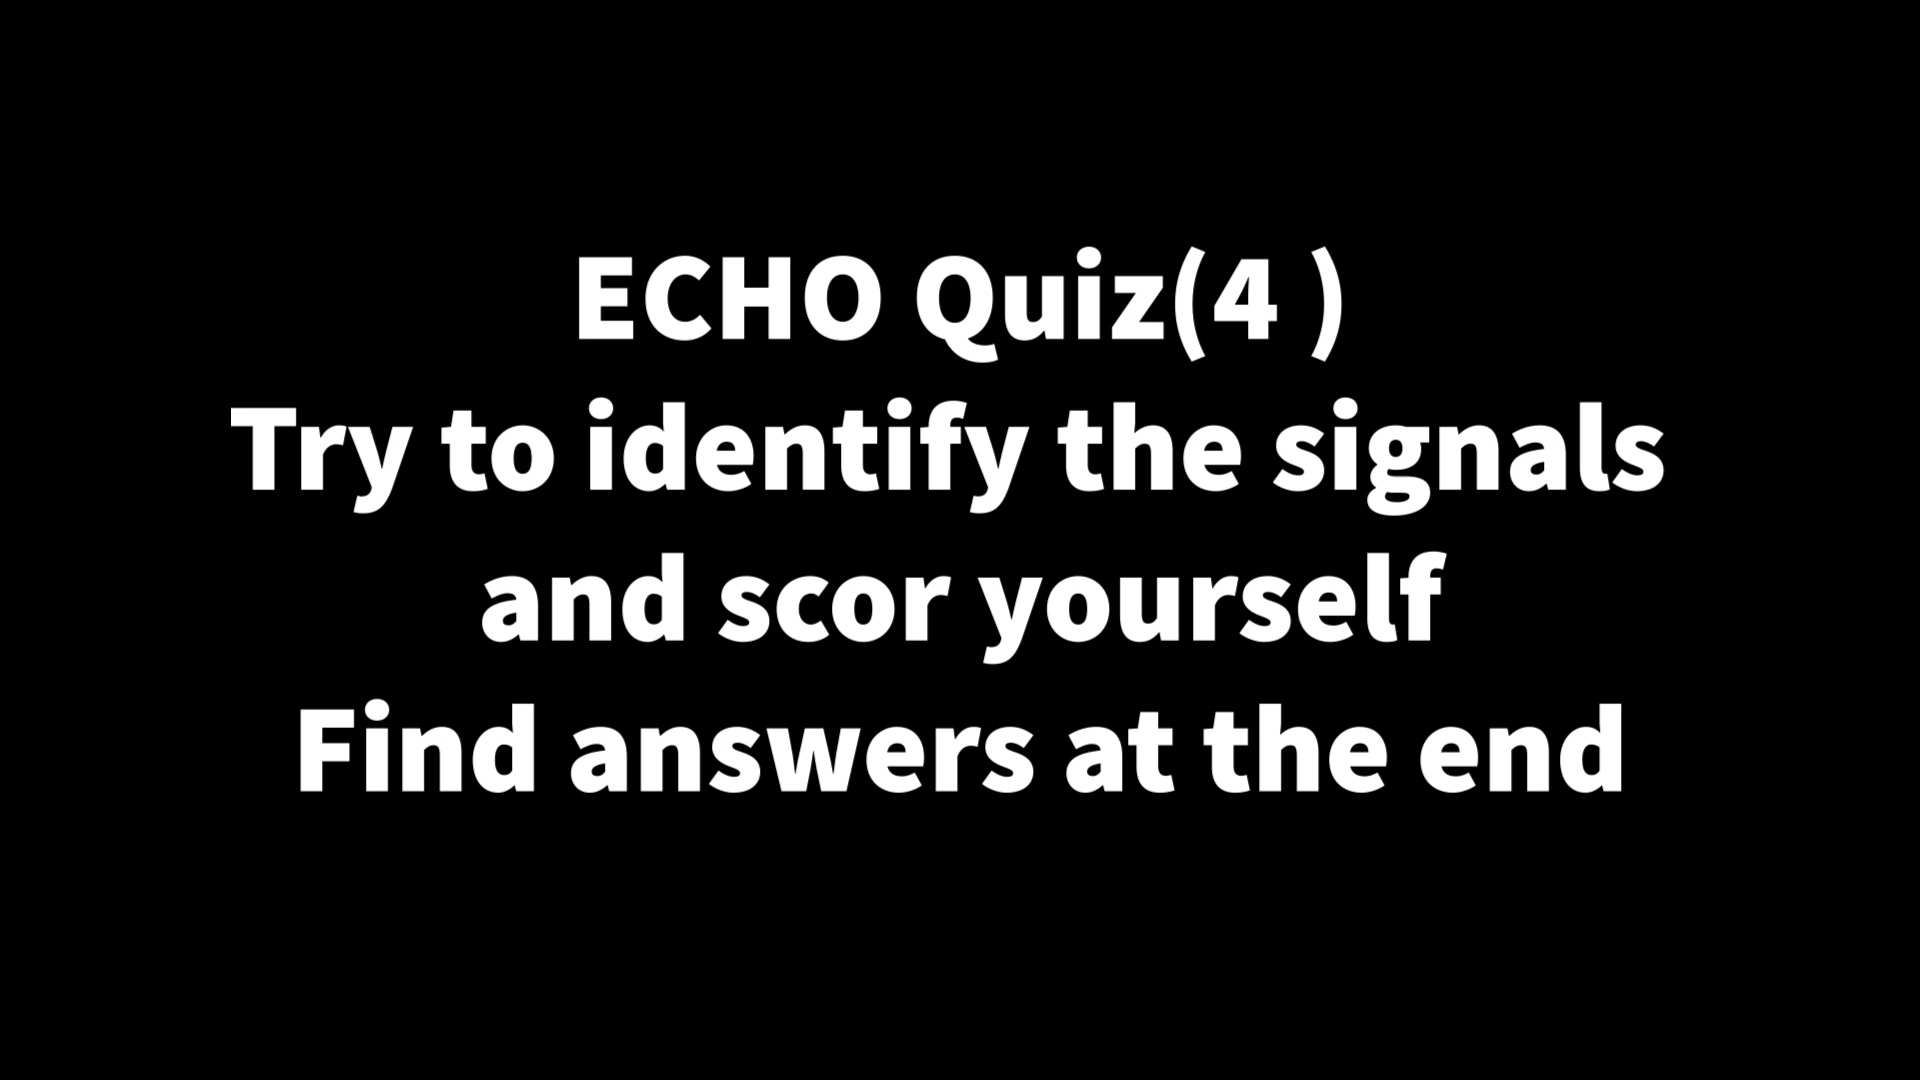 ECHO Quiz(4 )
Try to identify the signals
and scor yourself
Find answers at the end